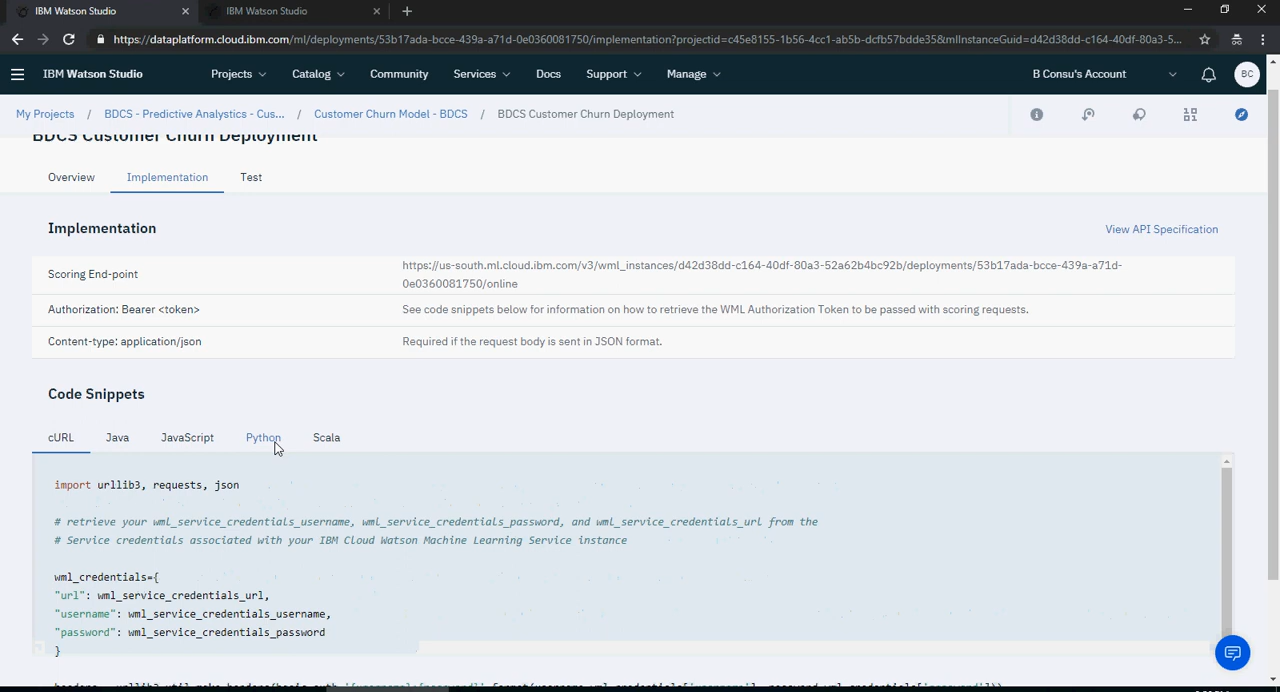 IBM Watson Studio
IBM Watson Studio
https://dataplatform.cloud.ibm.com/ml/deployments/53b17ada-bcce-439a-a71d-0e0360081750/implementation?projectid=c45e8155-1b56-4cc1-ab5b-dcfb57bdde35&mlInstanceGuid=d42d38dd-c164-40df-80a3-5...
IBM Watson Studio Projects Catalog Community Services Docs Support Manage B Consu's Account BC
My Projects / BDCS - Predictive Analystics - Cus... / Customer Churn Model - BDCS / BDCS Customer Churn Deployment
BDCS Customer Churn Deployment
Overview Implementation Test
Implementation
View API Specification
Scoring End-point
https://us-south.ml.cloud.ibm.com/v3/wml_instances/d42d38dd-c164-40df-80a3-52a62b4bc92b/deployments/53b17ada-bcce-439a-a71d-
0e0360081750/online
Authorization: Bearer <token> See code snippets below for information on how to retrieve the WML Authorization Token to be passed with scoring requests.
Content-type: application/json Required if the request body is sent in JSON format.
Code Snippets
cURL Java JavaScript Python Scala
import urllib3, requests, json
# retrieve your wml_service_credentials_username, wml_service_credentials_password, and wml_service_credentials_url from the
# Service credentials associated with your IBM Cloud Watson Machine Learning Service instance
wml_credentials={
"url": wml_service_credentials_url,
"username": wml_service_credentials_username,
"password": wml_service_credentials_password
}